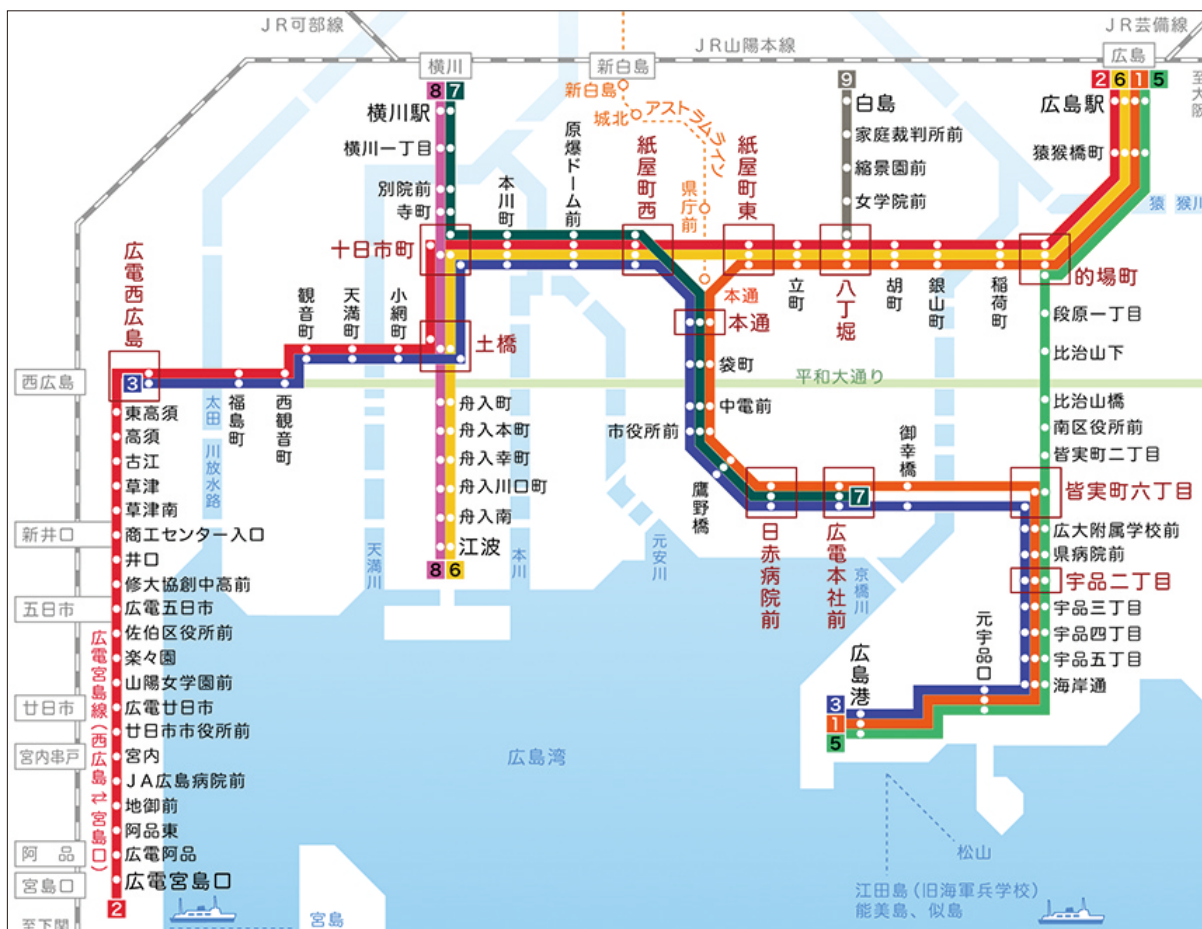 JR可部線
JR芸備線
JR山陽本線
横川
新白島
広島
至大阪
8 7
9
2 6 1 5
横川駅
横川一丁目
別院前
寺町
十日市町
本川町
原爆ドーム前
紙屋町西
紙屋町東
新白島
城北
アストラムライン
県庁前
本通
白島
家庭裁判所前
縮景園前
女学院前
立町
八丁堀
胡町
銀山町
稲荷町
広島駅
猿猴橋町
猿猴川
的場町
段原一丁目
比治山下
比治山橋
南区役所前
皆実町二丁目
皆実町六丁目
広大附属学校前
県病院前
宇品二丁目
宇品三丁目
宇品四丁目
宇品五丁目
海岸通
元宇品口
広島港
3
1
5
広電西広島
3
観音町
天満町
小網町
土橋
福島町
西観音町
太田川放水路
平和大通り
本通
袋町
中電前
市役所前
鷹野橋
日赤病院前
広電本社前
7
御幸橋
京橋川
元安川
本川
天満川
舟入町
舟入本町
舟入幸町
舟入川口町
舟入南
江波
8 6
西広島
新井口
五日市
廿日市
宮内串戸
阿品
宮島口
至下関
東高須
高須
古江
草津
草津南
商工センター入口
井口
修大協創中高前
広電五日市
佐伯区役所前
楽々園
山陽女学園前
広電廿日市
廿日市市役所前
宮内
JA広島病院前
地御前
阿品東
広電阿品
広電宮島口
2
広電宮島線(西広島⇄宮島口)
広島湾
宮島
松山
江田島(旧海軍兵学校)
能美島、似島